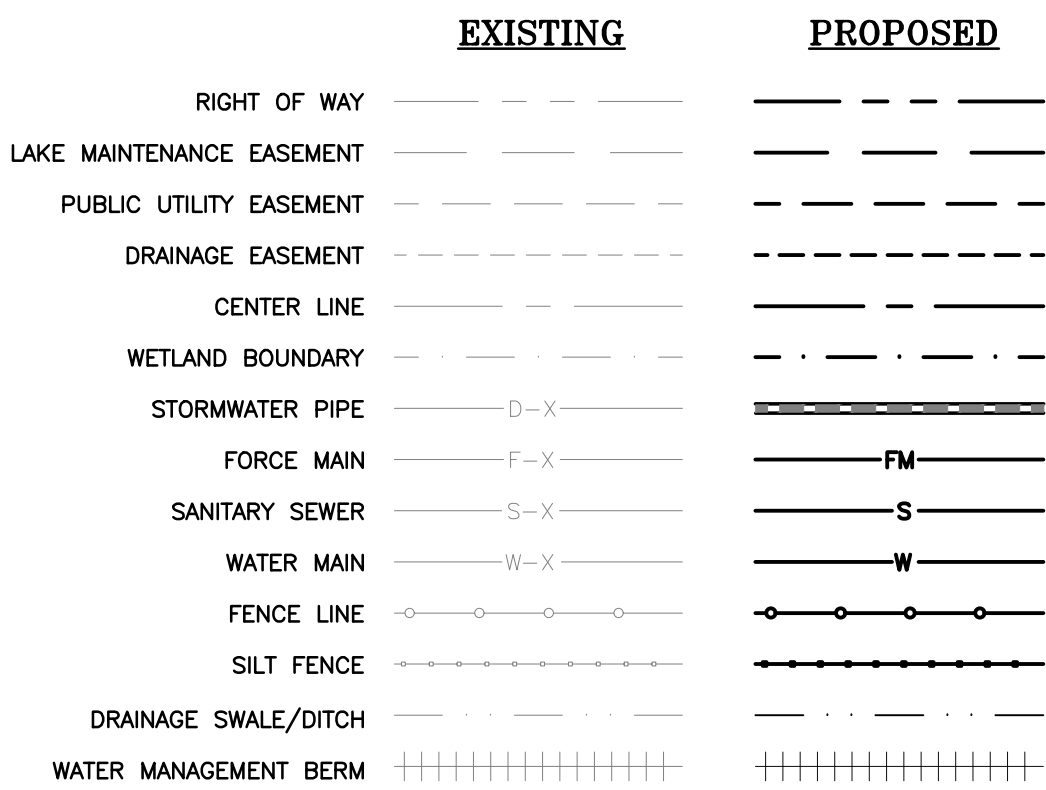 EXISTING PROPOSED
RIGHT OF WAY
LAKE MAINTENANCE EASEMENT
PUBLIC UTILITY EASEMENT
DRAINAGE EASEMENT
CENTER LINE
WETLAND BOUNDARY
STORMWATER PIPE D-X
FORCE MAIN F-X FM
SANITARY SEWER S-X S
WATER MAIN W-X W
FENCE LINE
SILT FENCE
DRAINAGE SWALE/DITCH
WATER MANAGEMENT BERM